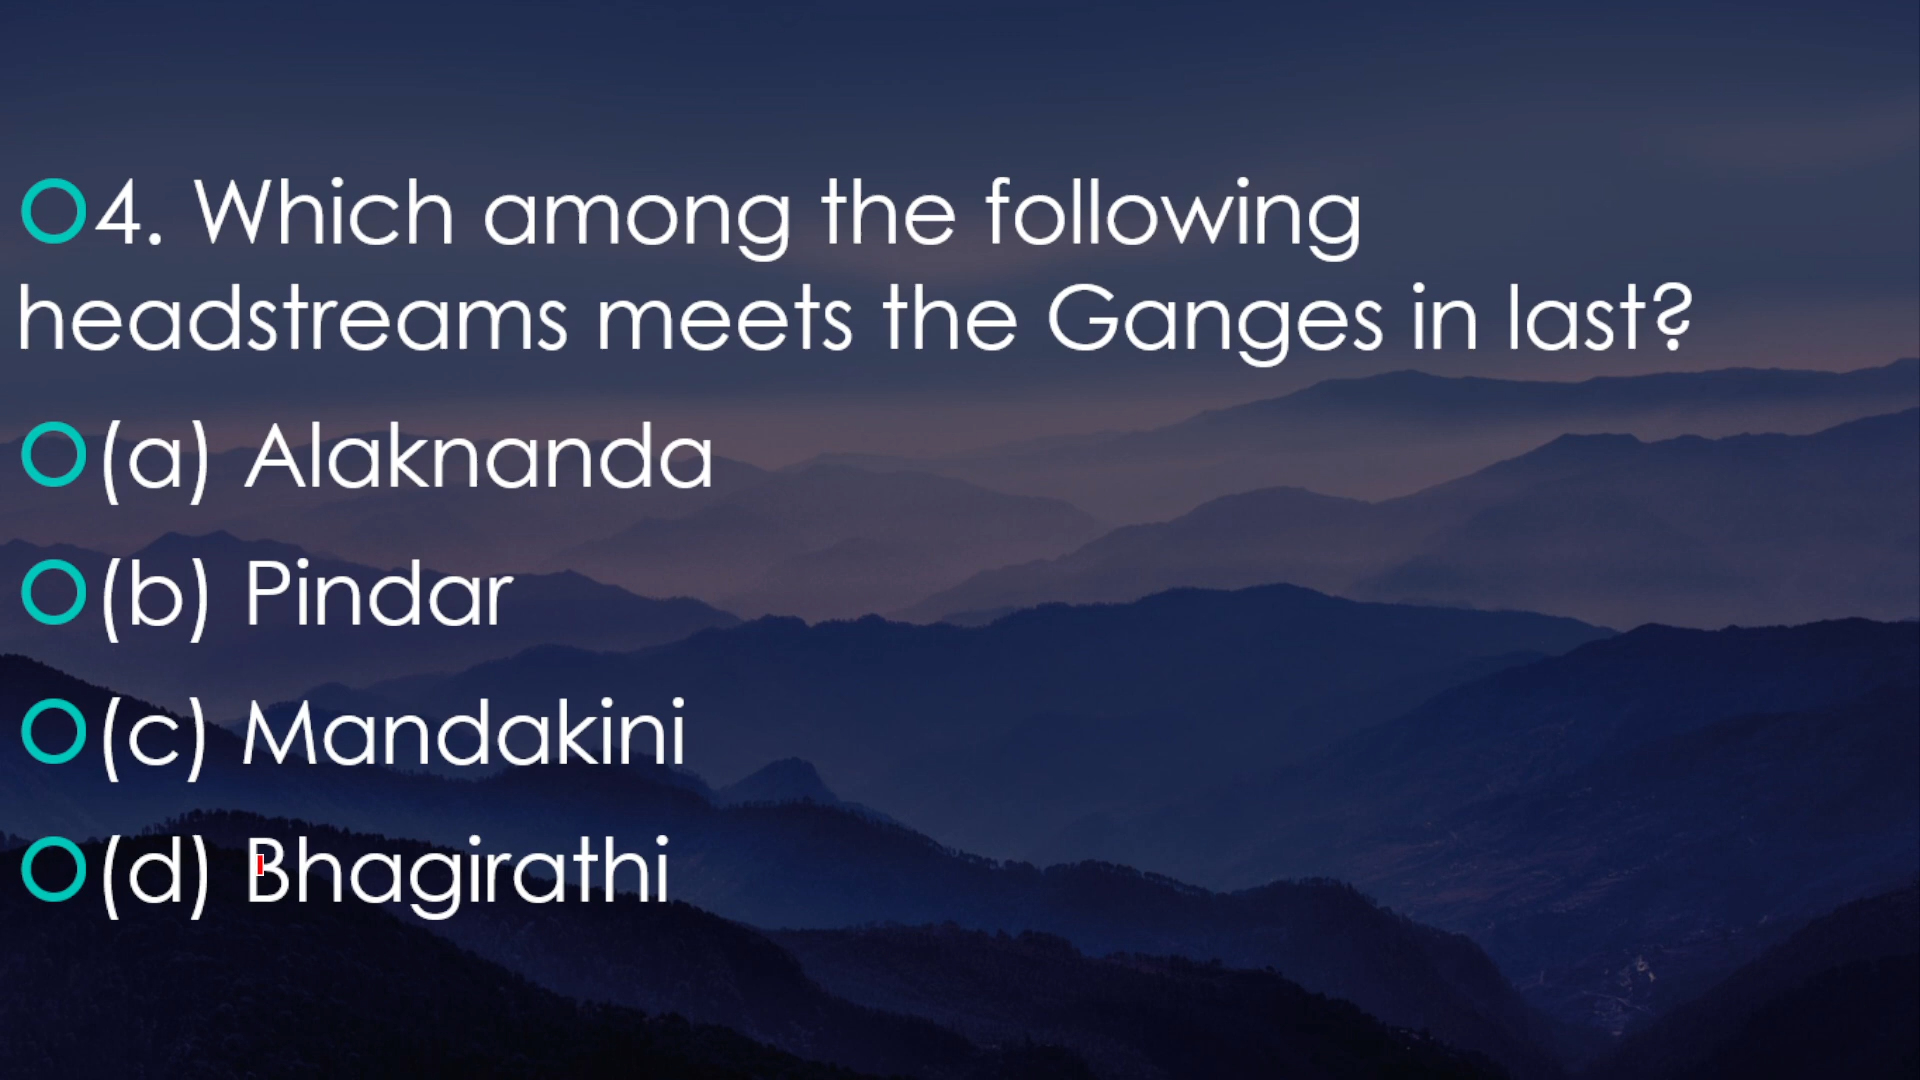 4. Which among the following
headstreams meets the Ganges in last?
(a) Alaknanda
(b) Pindar
(c) Mandakini
(d) Bhagirathi